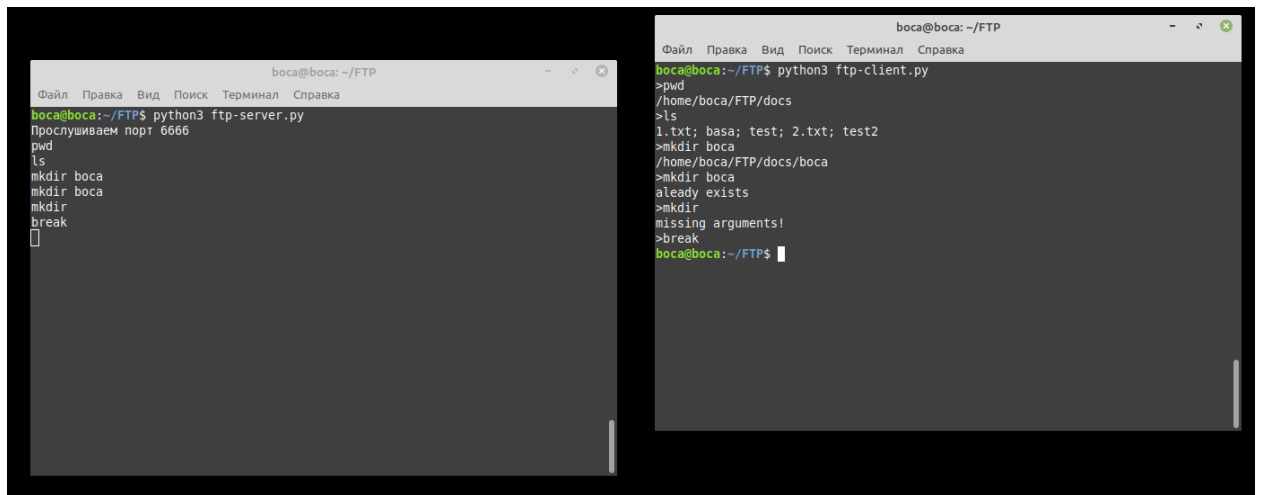 boca@boca: ~/FTP
Файл Правка Вид Поиск Терминал Справка
boca@boca:~/FTP$ python3 ftp-server.py
Прослушиваем порт 6666
pwd
ls
mkdir boca
mkdir boca
mkdir
break
boca@boca: ~/FTP
Файл Правка Вид Поиск Терминал Справка
boca@boca:~/FTP$ python3 ftp-client.py
>pwd
/home/boca/FTP/docs
>ls
1.txt; basa; test; 2.txt; test2
>mkdir boca
/home/boca/FTP/docs/boca
>mkdir boca
aleady exists
>mkdir
missing arguments!
>break
boca@boca:~/FTP$